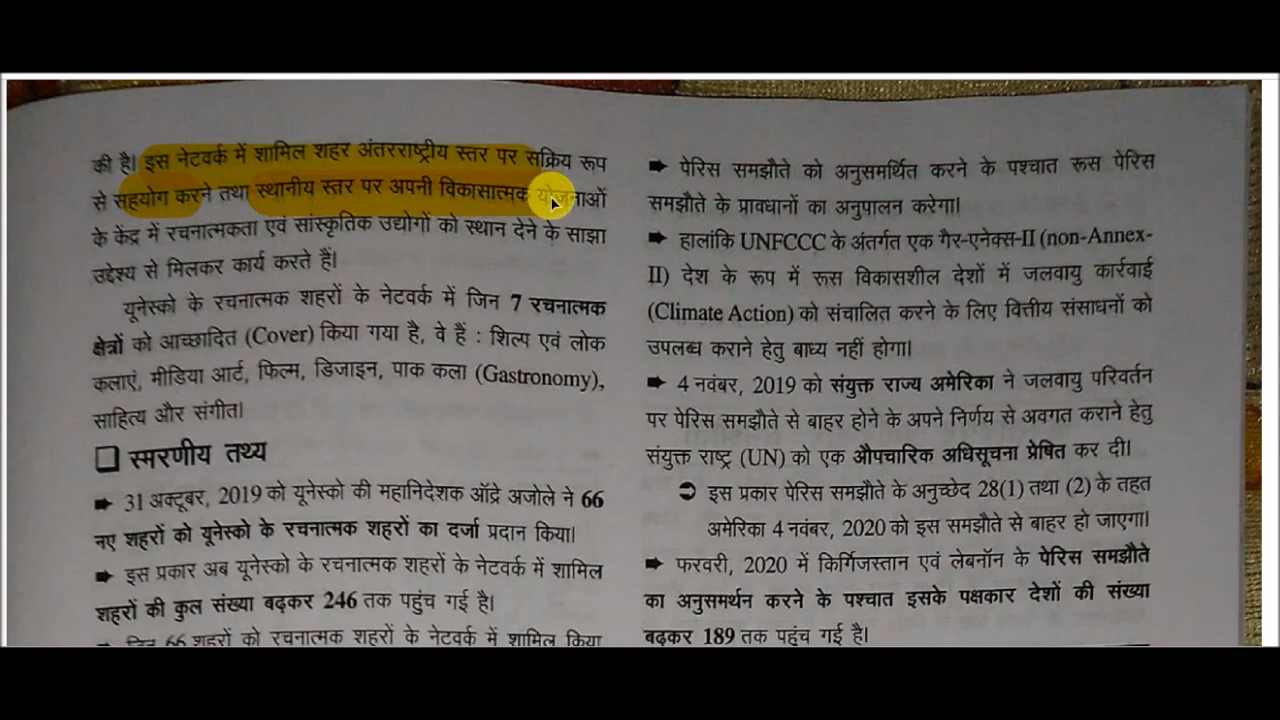 की है। इस नेटवर्क में शामिल शहर अंतरराष्ट्रीय स्तर पर सक्रिय रूप
से सहयोग करने तथा स्थानीय स्तर पर अपनी विकासात्मक योजनाओं
के केंद्र में रचनात्मकता एवं सांस्कृतिक उद्योगों को स्थान देने के साझा
उद्देश्य से मिलकर कार्य करते हैं।
यूनेस्को के रचनात्मक शहरों के नेटवर्क में जिन 7 रचनात्मक
क्षेत्रों को आच्छादित (Cover) किया गया है, वे हैं : शिल्प एवं लोक
कलाएं, मीडिया आर्ट, फिल्म, डिजाइन, पाक कला (Gastronomy),
साहित्य और संगीत।
❑ स्मरणीय तथ्य
➡ 31 अक्टूबर, 2019 को यूनेस्को की महानिदेशक ऑद्रे अजोले ने 66
नए शहरों को यूनेस्को के रचनात्मक शहरों का दर्जा प्रदान किया।
➡ इस प्रकार अब यूनेस्को के रचनात्मक शहरों के नेटवर्क में शामिल
शहरों की कुल संख्या बढ़कर 246 तक पहुंच गई है।
➡ जिन 66 शहरों को रचनात्मक शहरों के नेटवर्क में शामिल किया
➡ पेरिस समझौते को अनुसमर्थित करने के पश्चात रूस पेरिस
समझौते के प्रावधानों का अनुपालन करेगा।
➡ हालांकि UNFCCC के अंतर्गत एक गैर-एनेक्स-II (non-Annex-
II) देश के रूप में रूस विकासशील देशों में जलवायु कार्रवाई
(Climate Action) को संचालित करने के लिए वित्तीय संसाधनों को
उपलब्ध कराने हेतु बाध्य नहीं होगा।
➡ 4 नवंबर, 2019 को संयुक्त राज्य अमेरिका ने जलवायु परिवर्तन
पर पेरिस समझौते से बाहर होने के अपने निर्णय से अवगत कराने हेतु
संयुक्त राष्ट्र (UN) को एक औपचारिक अधिसूचना प्रेषित कर दी।
➲ इस प्रकार पेरिस समझौते के अनुच्छेद 28(1) तथा (2) के तहत
अमेरिका 4 नवंबर, 2020 को इस समझौते से बाहर हो जाएगा।
➡ फरवरी, 2020 में किर्गिजस्तान एवं लेबनॉन के पेरिस समझौते
का अनुसमर्थन करने के पश्चात इसके पक्षकार देशों की संख्या
बढ़कर 189 तक पहुंच गई है।